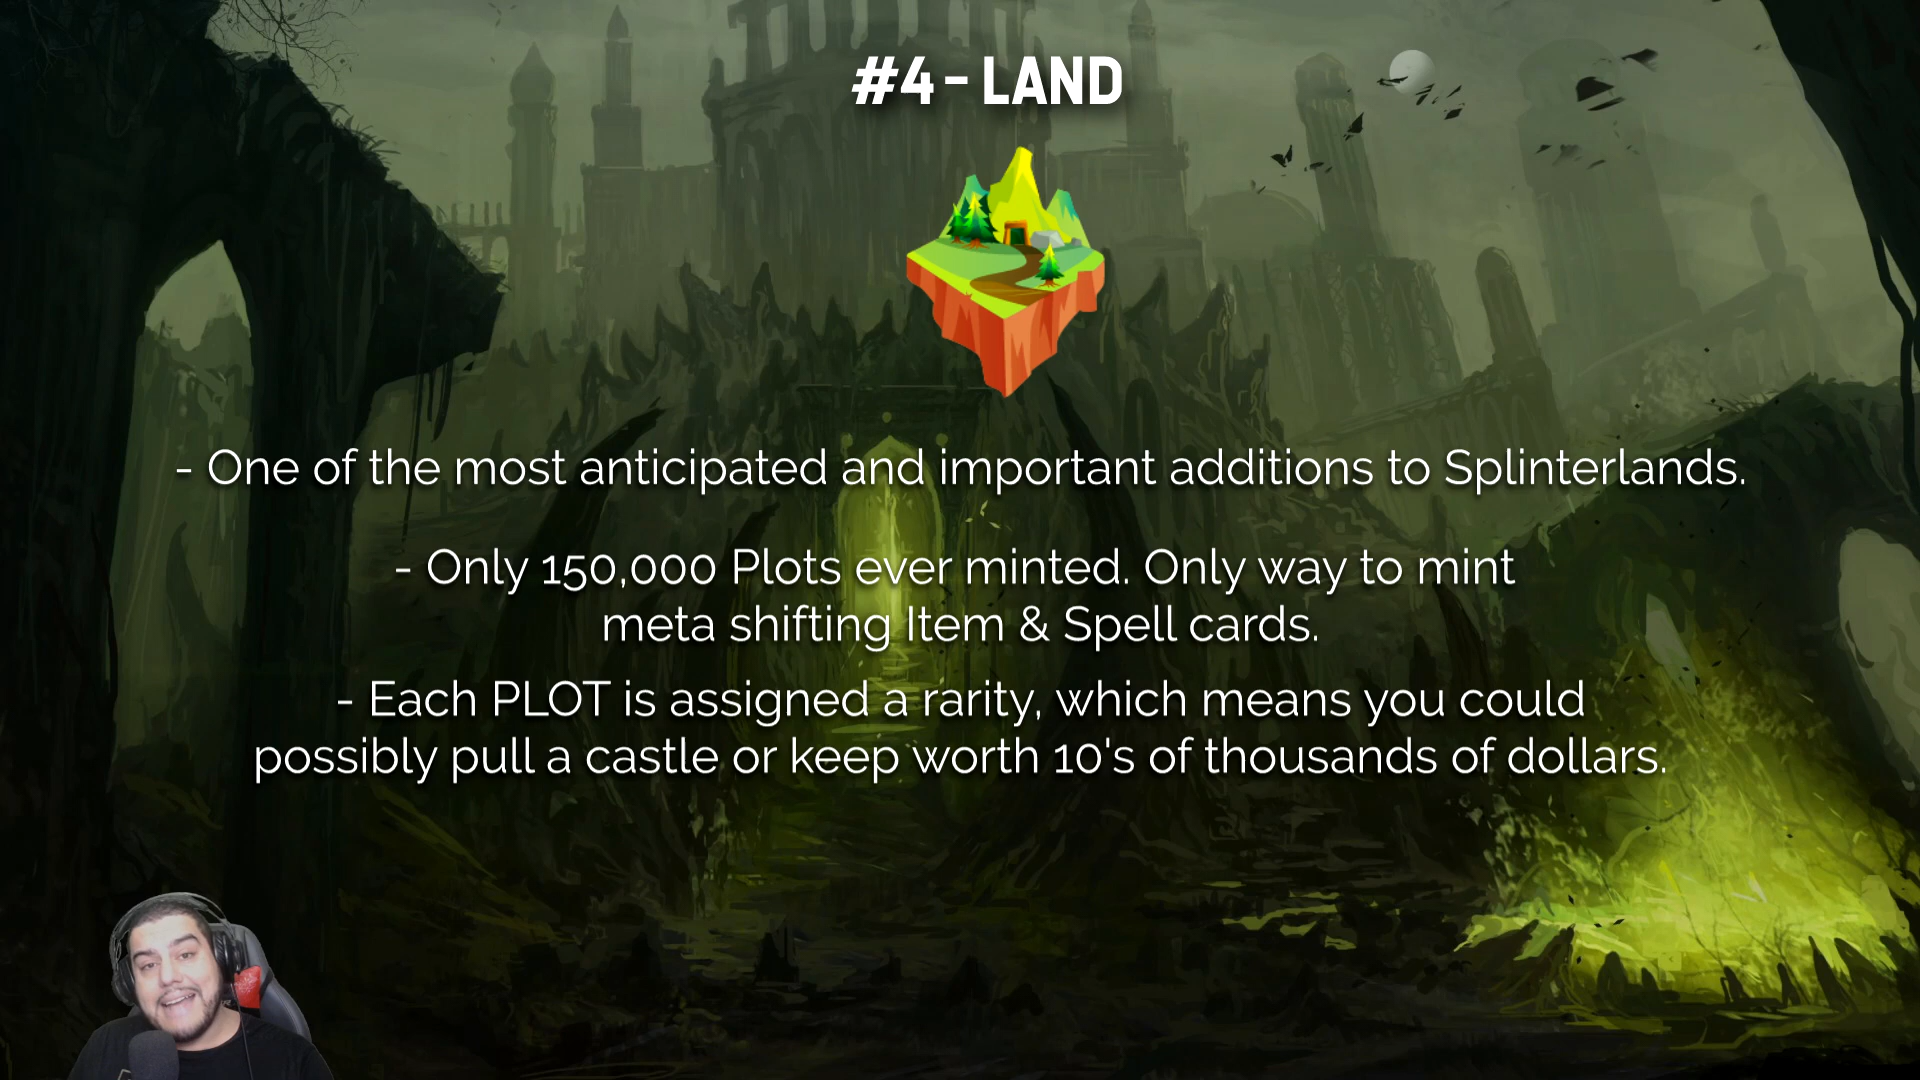 #4 - LAND
- One of the most anticipated and important additions to Splinterlands.
- Only 150,000 Plots ever minted. Only way to mint
meta shifting Item & Spell cards.
- Each PLOT is assigned a rarity, which means you could
possibly pull a castle or keep worth 10's of thousands of dollars.